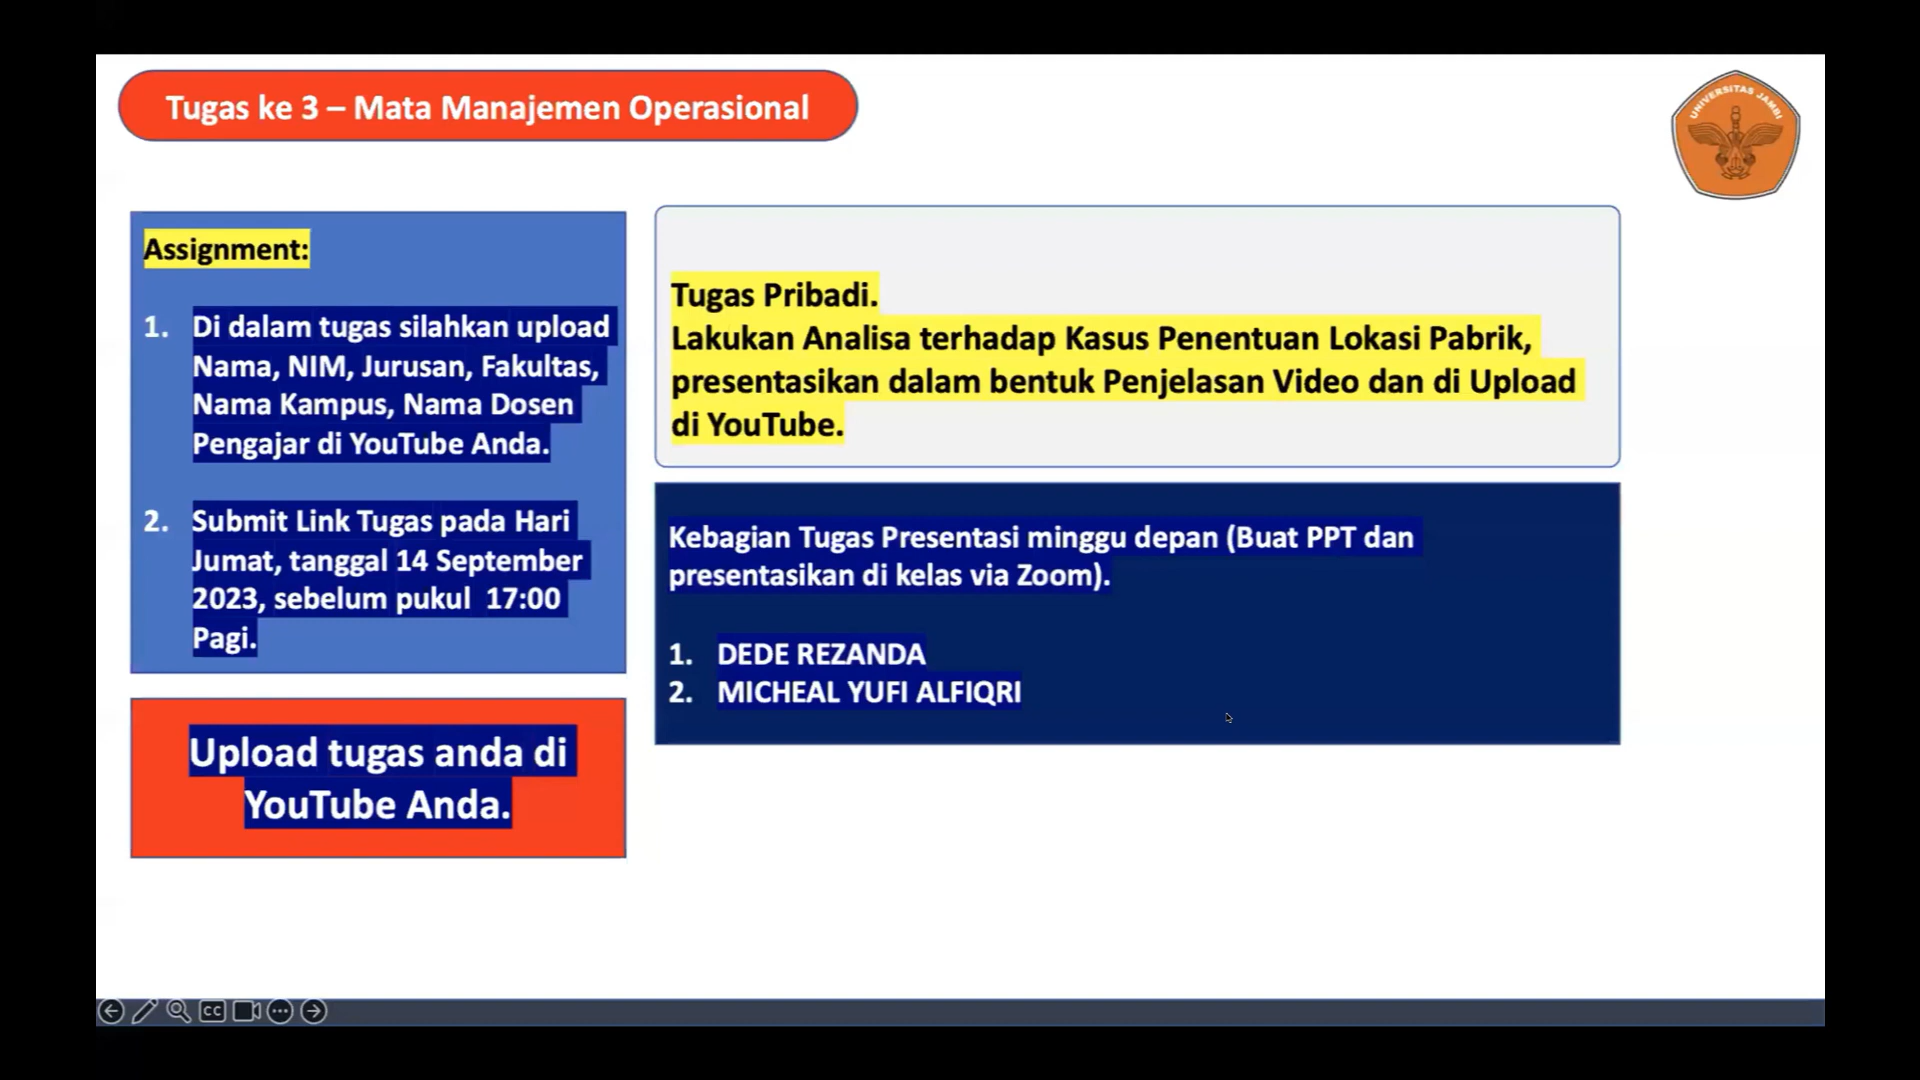 Tugas ke 3 – Mata Manajemen Operasional
UNIVERSITAS JAMBI
Assignment:
1. Di dalam tugas silahkan upload
Nama, NIM, Jurusan, Fakultas,
Nama Kampus, Nama Dosen
Pengajar di YouTube Anda.
2. Submit Link Tugas pada Hari
Jumat, tanggal 14 September
2023, sebelum pukul 17:00
Pagi.
Upload tugas anda di
YouTube Anda.
Tugas Pribadi.
Lakukan Analisa terhadap Kasus Penentuan Lokasi Pabrik,
presentasikan dalam bentuk Penjelasan Video dan di Upload
di YouTube.
Kebagian Tugas Presentasi minggu depan (Buat PPT dan
presentasikan di kelas via Zoom).
1. DEDE REZANDA
2. MICHEAL YUFI ALFIQRI
CC